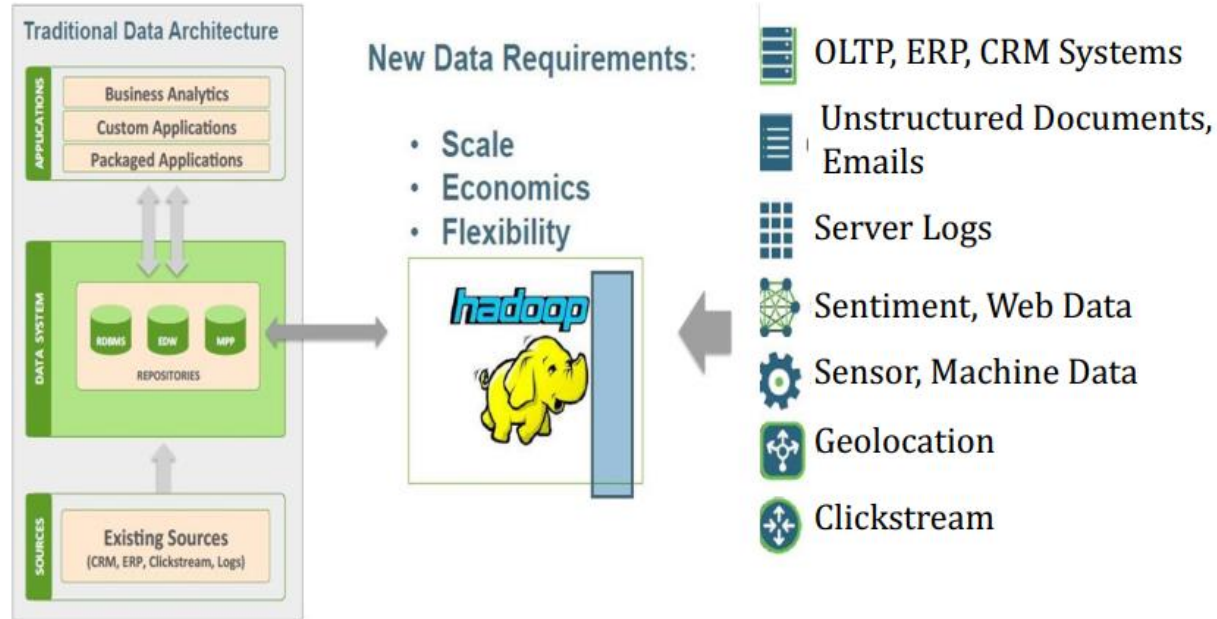 Traditional Data Architecture
APPLICATIONS
Business Analytics
Custom Applications
Packaged Applications
DATA SYSTEM
RDBMS
EDW
MPP
REPOSITORIES
SOURCES
Existing Sources
(CRM, ERP, Clickstream, Logs)
New Data Requirements:
• Scale
• Economics
• Flexibility
hadoop
OLTP, ERP, CRM Systems
Unstructured Documents,
Emails
Server Logs
Sentiment, Web Data
Sensor, Machine Data
Geolocation
Clickstream